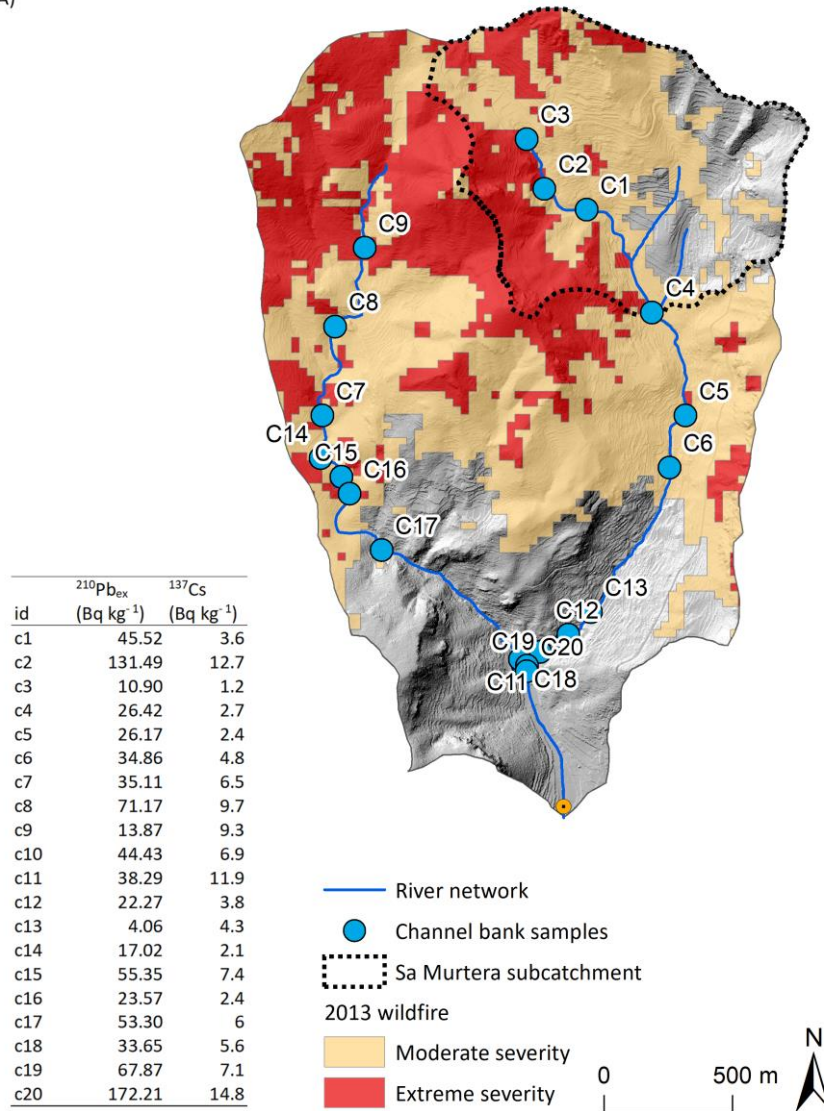 A)
C3
C2
C1
C9
C4
C8
C7
C5
C14
C15
C6
C16
C17
C13
C12
C19
C20
C11
C18
²¹⁰Pbₑₓ ¹³⁷Cs
id (Bq kg⁻¹) (Bq kg⁻¹)
c1 45.52 3.6
c2 131.49 12.7
c3 10.90 1.2
c4 26.42 2.7
c5 26.17 2.4
c6 34.86 4.8
c7 35.11 6.5
c8 71.17 9.7
c9 13.87 9.3
c10 44.43 6.9
c11 38.29 11.9
c12 22.27 3.8
c13 4.06 4.3
c14 17.02 2.1
c15 55.35 7.4
c16 23.57 2.4
c17 53.30 6
c18 33.65 5.6
c19 67.87 7.1
c20 172.21 14.8
River network
Channel bank samples
Sa Murtera subcatchment
2013 wildfire
Moderate severity
Extreme severity
0 500 m
N